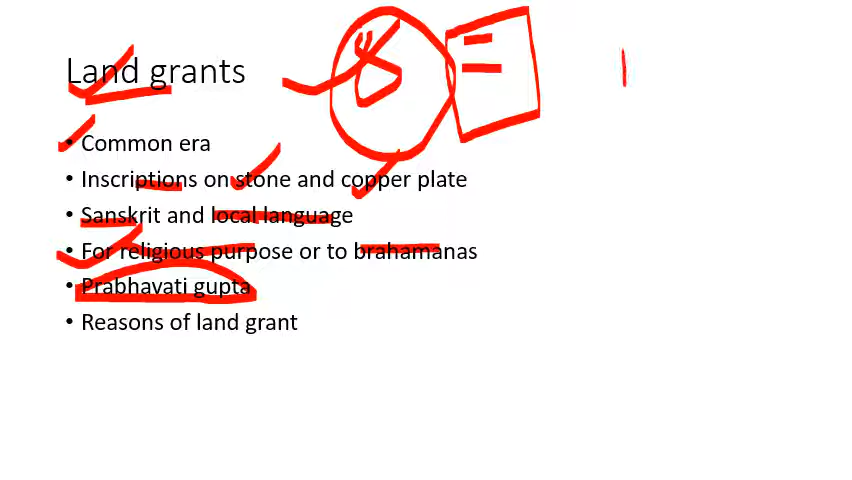 Land grants
• Common era
• Inscriptions on stone and copper plate
• Sanskrit and local language
• For religious purpose or to brahamanas
• Prabhavati gupta
• Reasons of land grant